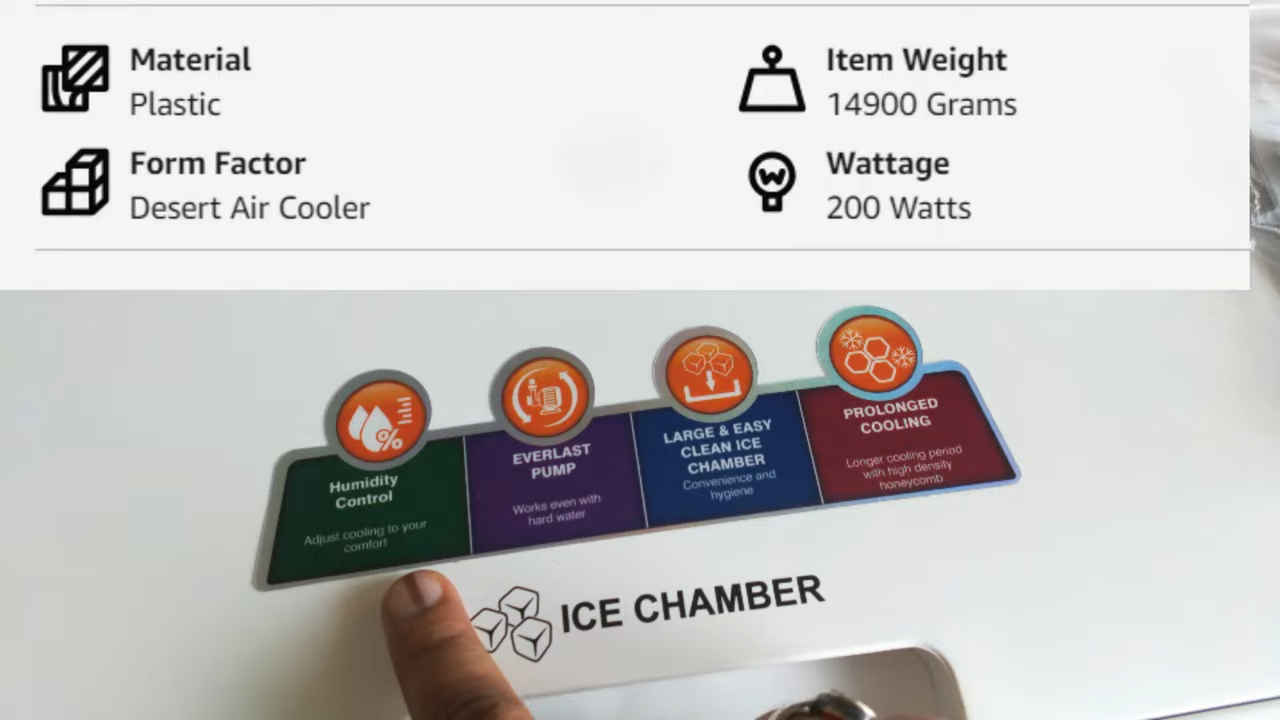 Material
Plastic
Item Weight
14900 Grams
Form Factor
Desert Air Cooler
W
Wattage
200 Watts
%
Humidity
Control
Adjust cooling to your
comfort
EVERLAST
PUMP
Works even with
hard water
LARGE & EASY
CLEAN ICE
CHAMBER
Convenience and
hygiene
PROLONGED
COOLING
Longer cooling period
with high density
honeycomb
ICE CHAMBER